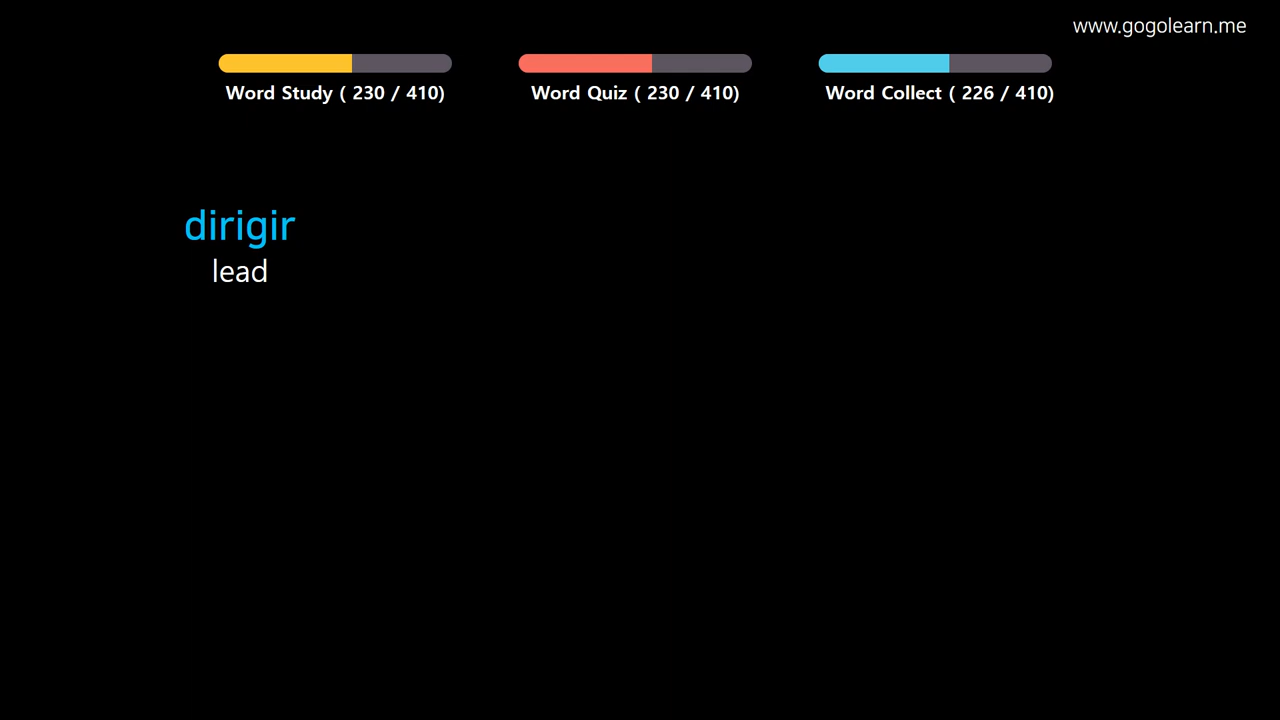 www.gogolearn.me
Word Study ( 230 / 410)
Word Quiz ( 230 / 410)
Word Collect ( 226 / 410)
dirigir
lead